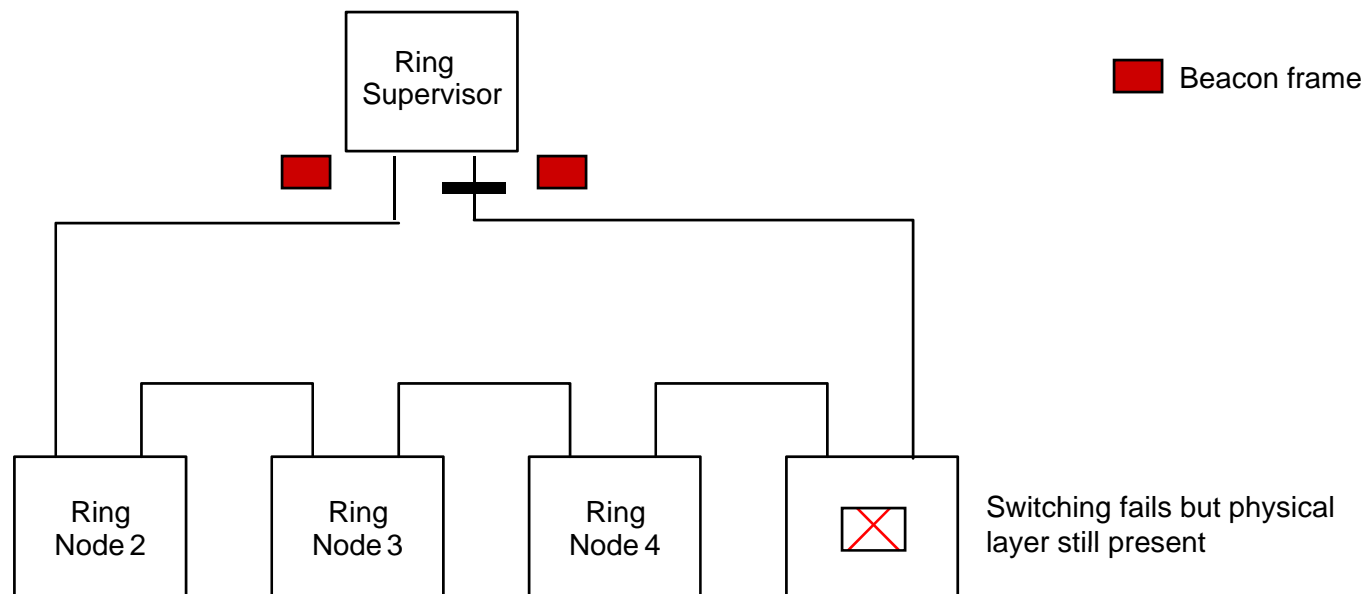 Ring
Supervisor
Beacon frame
Ring
Node 2
Ring
Node 3
Ring
Node 4
Switching fails but physical
layer still present